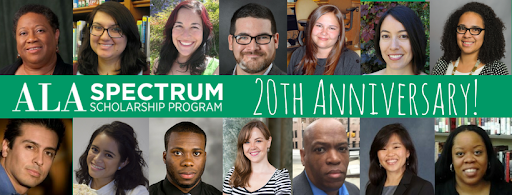 ALA SPECTRUM
SCHOLARSHIP PROGRAM
20TH ANNIVERSARY!